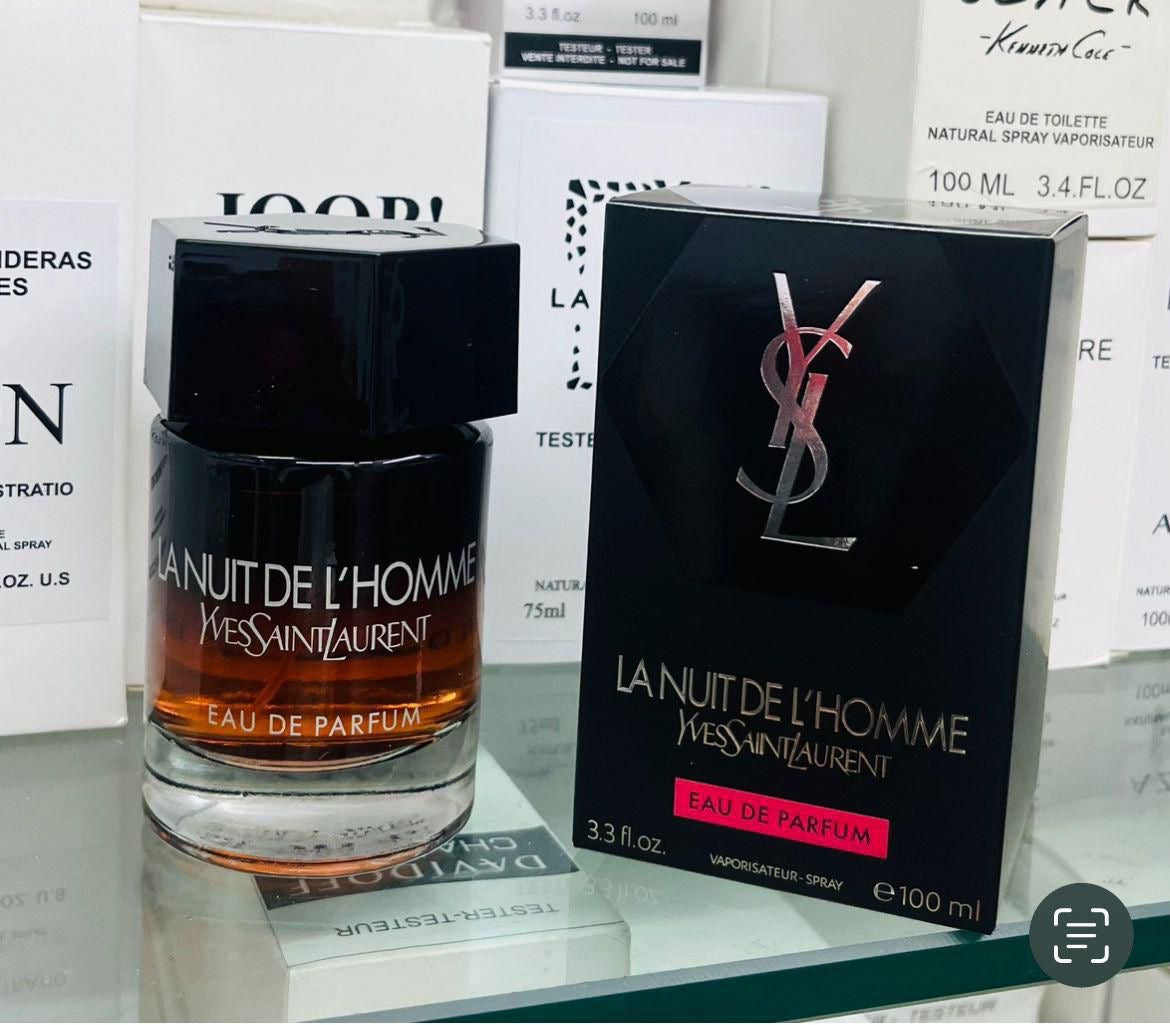 3.3 fl.oz 100 ml
TESTEUR - TESTER
VENTE INTERDITE - NOT FOR SALE
-Kenneth Cole-
EAU DE TOILETTE
NATURAL SPRAY VAPORISATEUR
100 ML 3.4.FL.OZ
JOOP!
LA
TESTE
75ml
STRATIO
AL SPRAY
.OZ. U.S
LA NUIT DE L'HOMME
YVESSAINTLAURENT
EAU DE PARFUM
YSL
LA NUIT DE L'HOMME
YVESSAINTLAURENT
EAU DE PARFUM
3.3 fl.oz.
VAPORISATEUR-SPRAY
e 100 ml
DAVIDOFF
TESTER-TESTEUR